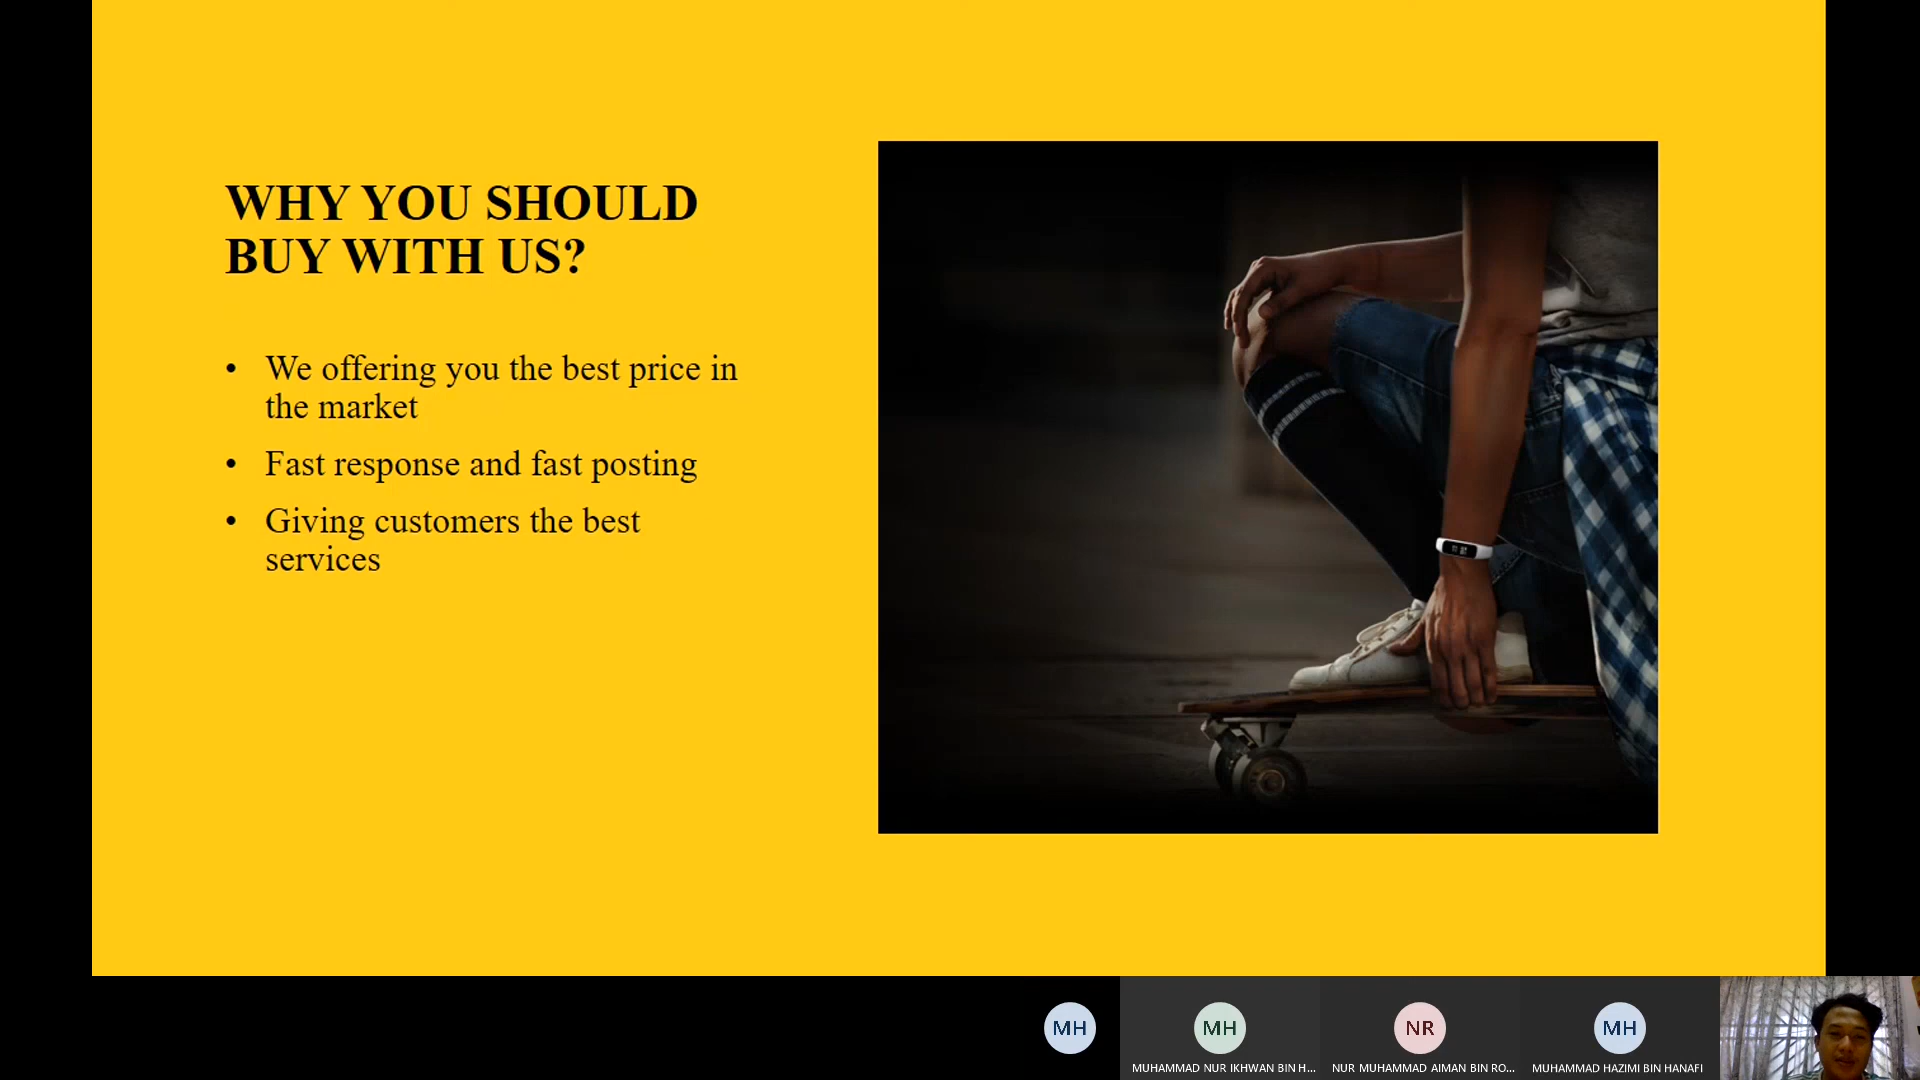 WHY YOU SHOULD
BUY WITH US?
• We offering you the best price in
the market
• Fast response and fast posting
• Giving customers the best
services
MH
MH
NR
MH
MUHAMMAD NUR IKHWAN BIN H...
NUR MUHAMMAD AIMAN BIN RO...
MUHAMMAD HAZIMI BIN HANAFI